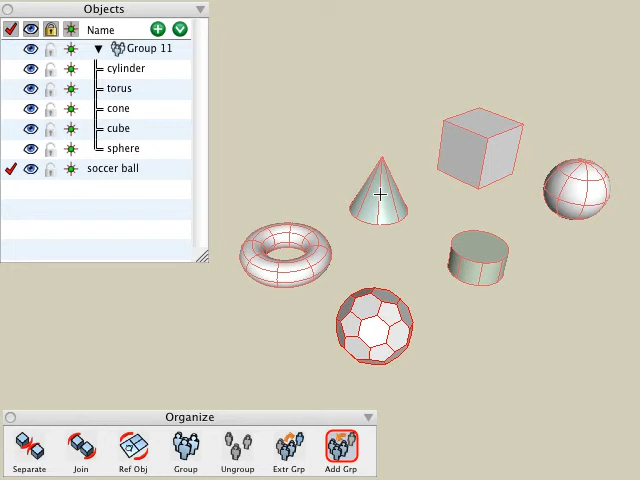 Objects
Name
Group 11
cylinder
torus
cone
cube
sphere
soccer ball
Organize
Separate Join Ref Obj Group Ungroup Extr Grp Add Grp